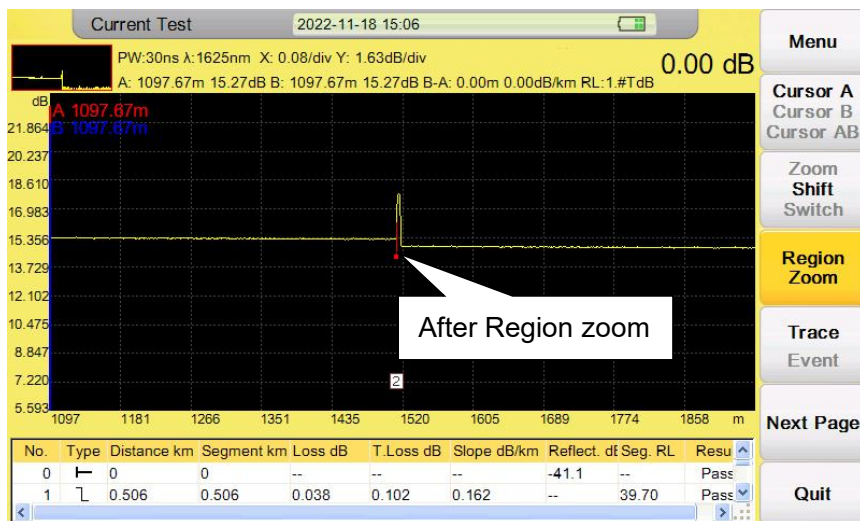 Current Test 2022-11-18 15:06
PW:30ns λ:1625nm X: 0.08/div Y: 1.63dB/div
0.00 dB
A: 1097.67m 15.27dB B: 1097.67m 15.27dB B-A: 0.00m 0.00dB/km RL:1.#TdB
dB
A 1097.67m
B 1097.67m
21.864
20.237
18.610
16.983
15.356
13.729
12.102
10.475
8.847
7.220
5.593
After Region zoom
2
1097 1181 1266 1351 1435 1520 1605 1689 1774 1858 m
No. Type Distance km Segment km Loss dB T.Loss dB Slope dB/km Reflect. dE Seg. RL Resu
0 0 0 -- -- -- -41.1 -- Pass
1 0.506 0.506 0.038 0.102 0.162 -- 39.70 Pass
Menu
Cursor A
Cursor B
Cursor AB
Zoom
Shift
Switch
Region
Zoom
Trace
Event
Next Page
Quit